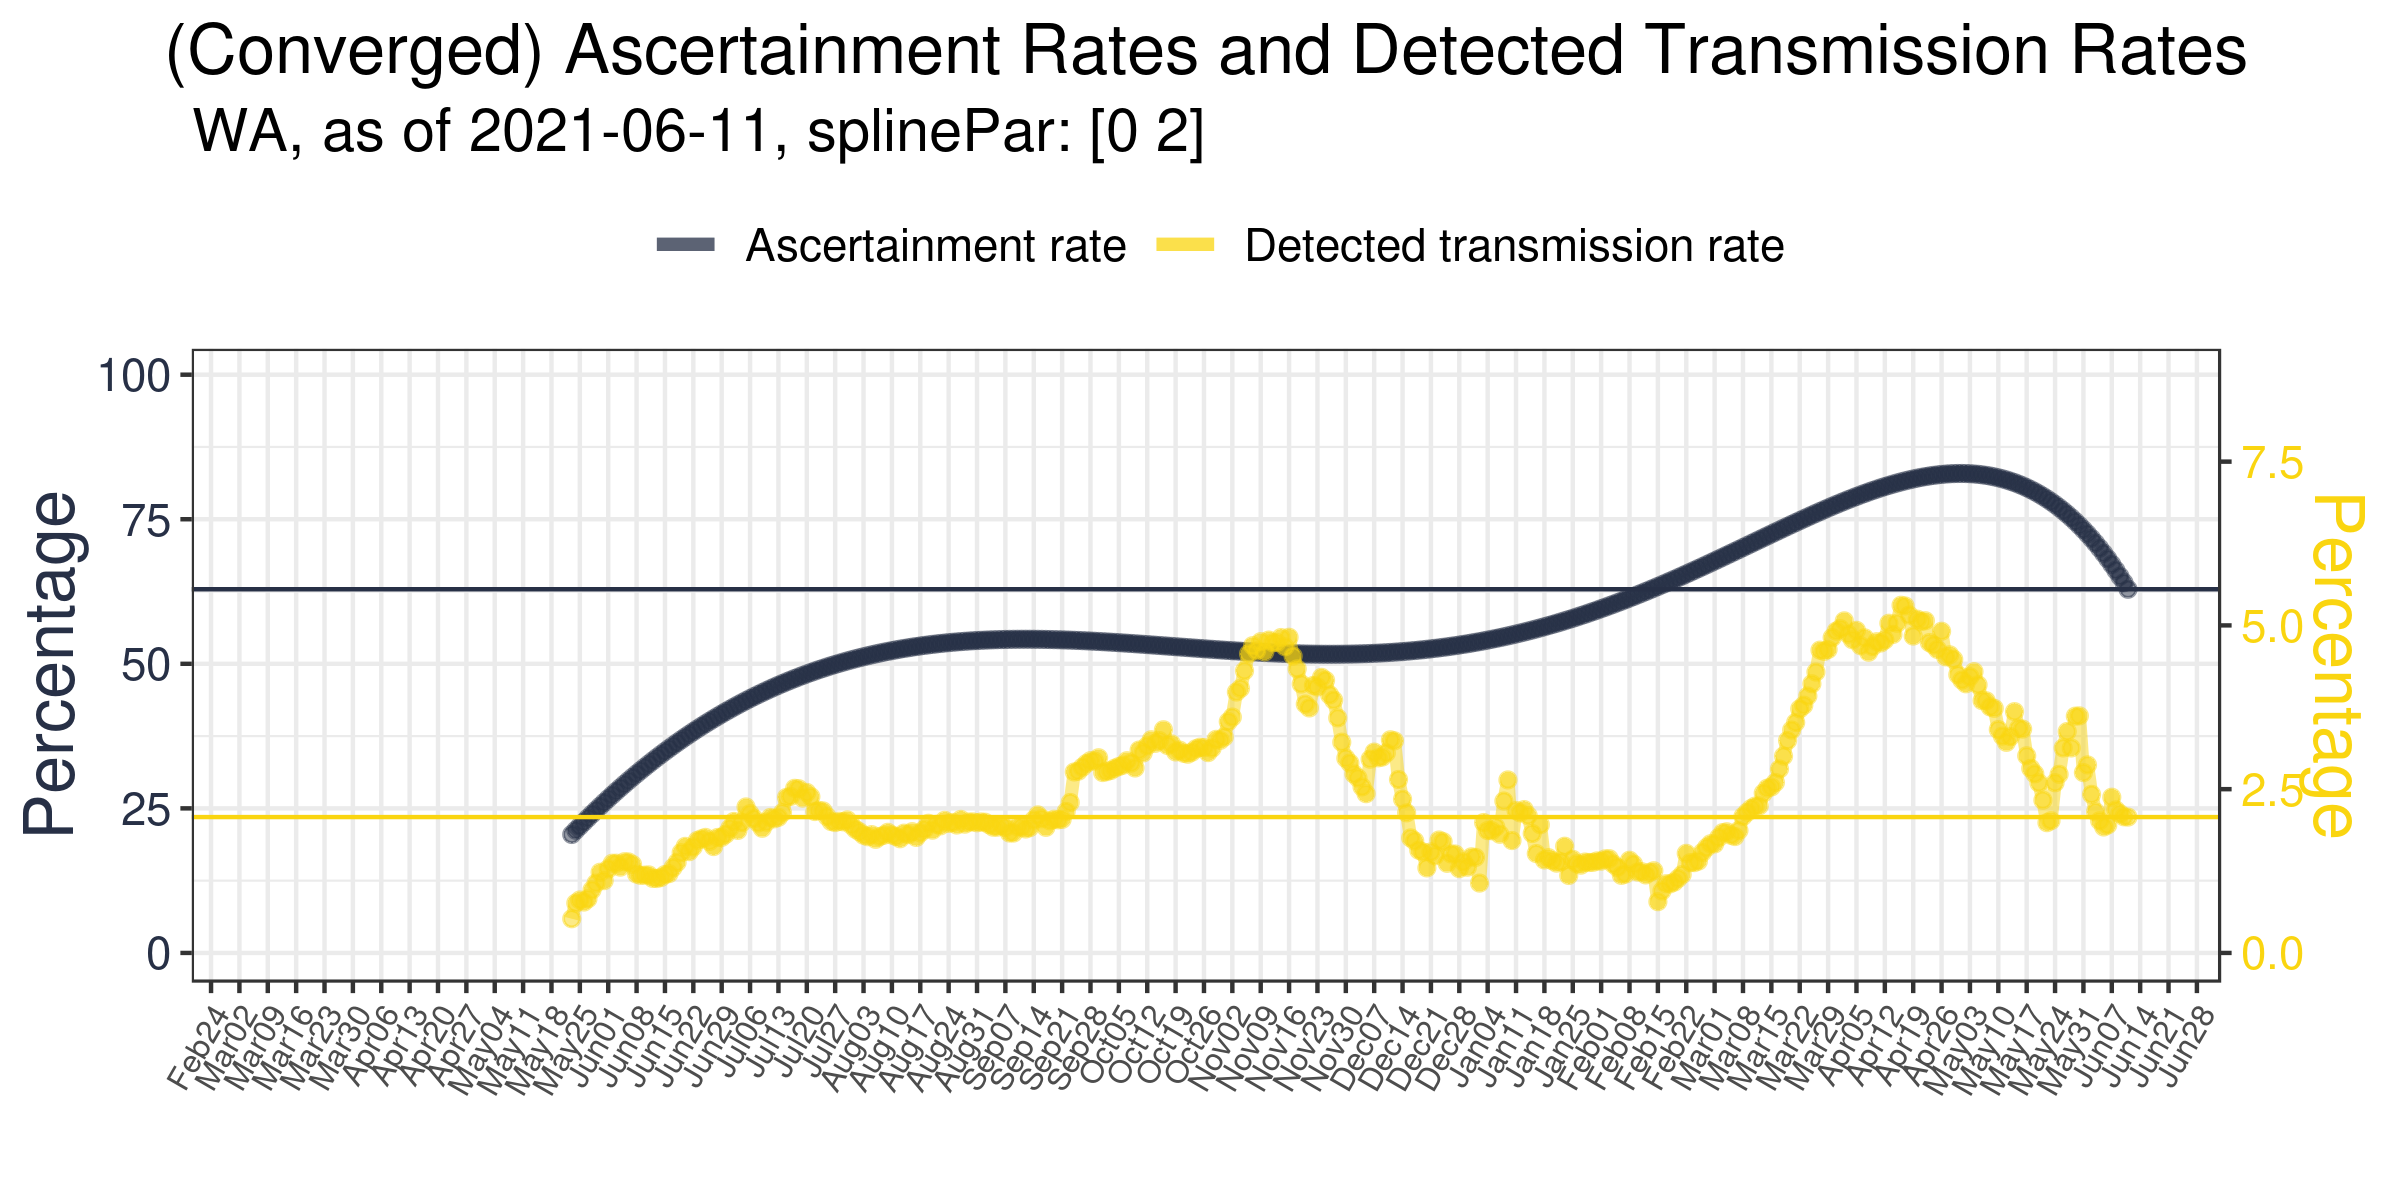 (Converged) Ascertainment Rates and Detected Transmission Rates
WA, as of 2021-06-11, splinePar: [0 2]
Ascertainment rate
Detected transmission rate
Percentage
100
75
50
25
0
7.5
5.0
2.5
0.0
Percentage
Feb24
Mar02
Mar09
Mar16
Mar23
Mar30
Apr06
Apr13
Apr20
Apr27
May04
May11
May18
May25
Jun01
Jun08
Jun15
Jun22
Jun29
Jul06
Jul13
Jul20
Jul27
Aug03
Aug10
Aug17
Aug24
Aug31
Sep07
Sep14
Sep21
Sep28
Oct05
Oct12
Oct19
Oct26
Nov02
Nov09
Nov16
Nov23
Nov30
Dec07
Dec14
Dec21
Dec28
Jan04
Jan11
Jan18
Jan25
Feb01
Feb08
Feb15
Feb22
Mar01
Mar08
Mar15
Mar22
Mar29
Apr05
Apr12
Apr19
Apr26
May03
May10
May17
May24
May31
Jun07
Jun14
Jun21
Jun28